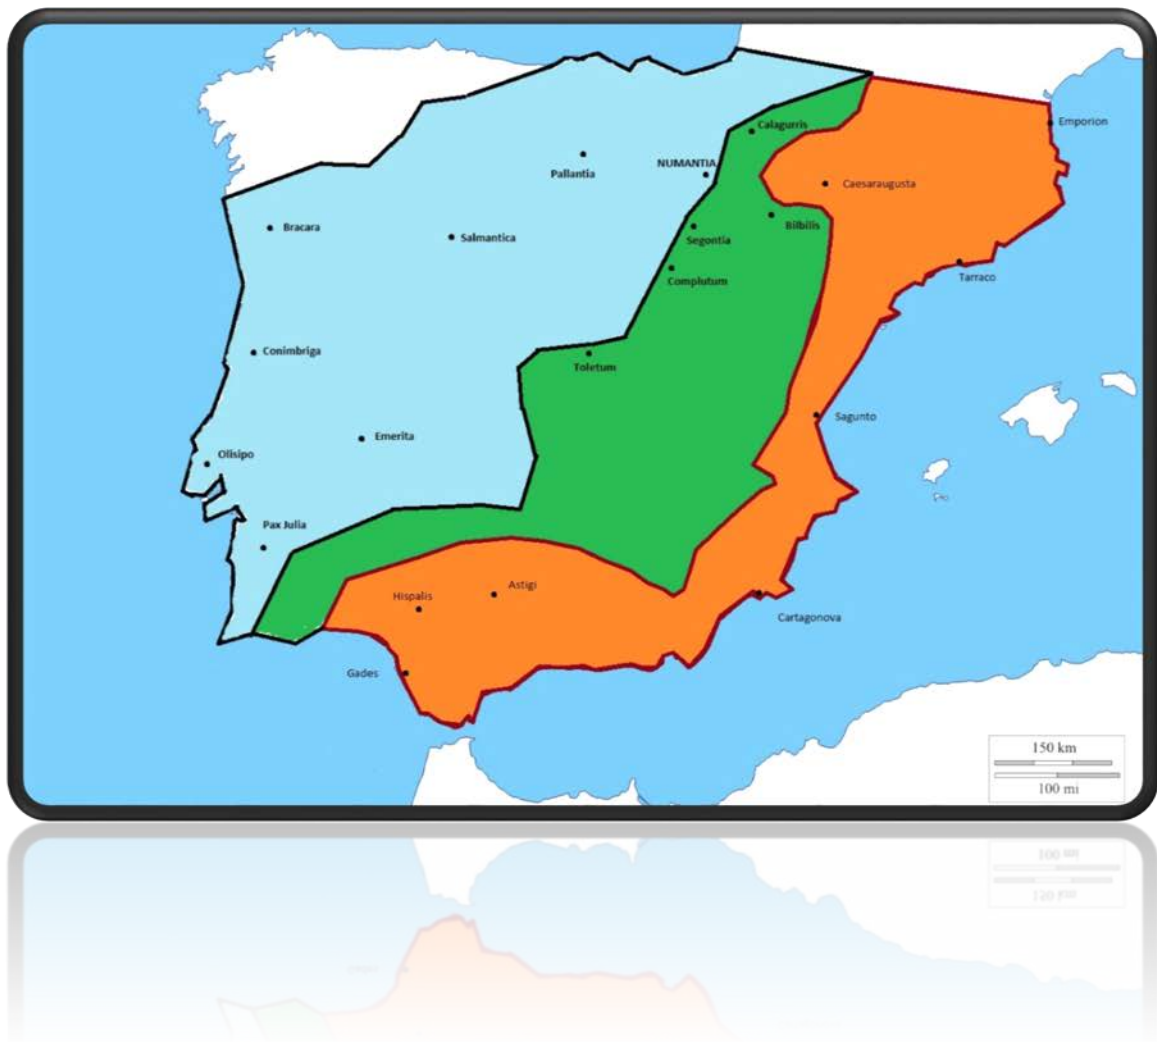 Emporion
Calagurris
NUMANTIA
Pallantia
Caesaraugusta
Bracara
Salmantica
Bilbilis
Segontia
Tarraco
Complutum
Conimbriga
Toletum
Sagunto
Emerita
Olisipo
Pax Julia
Astigi
Hispalis
Cartagonova
Gades
150 km
100 mi